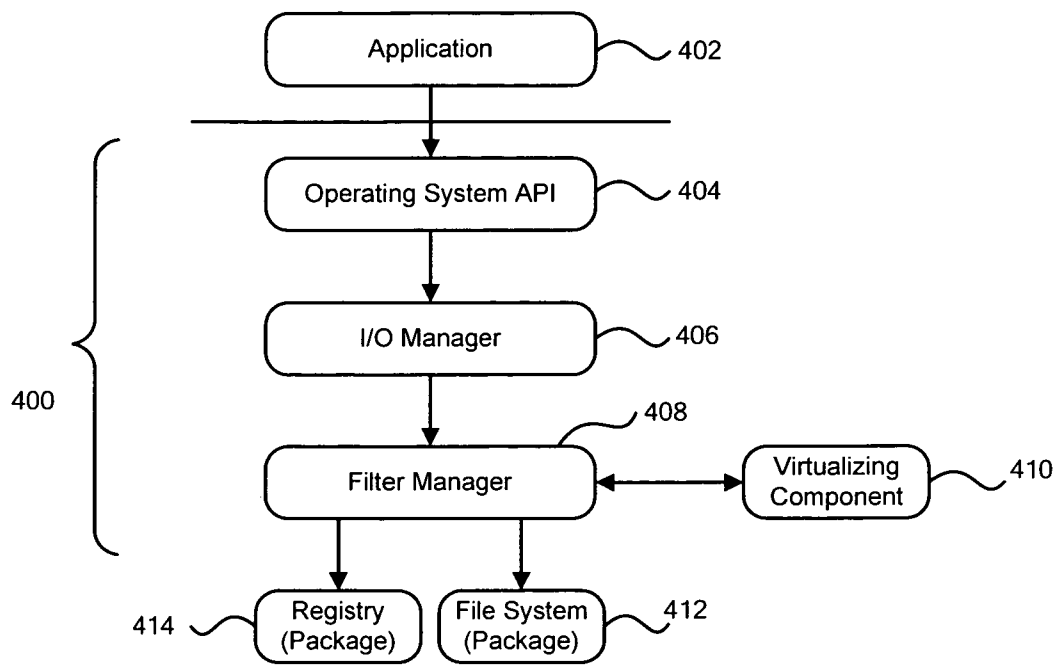 Application
402
Operating System API
404
I/O Manager
406
400
408
Filter Manager
Virtualizing
Component
410
414
Registry
(Package)
File System
(Package)
412